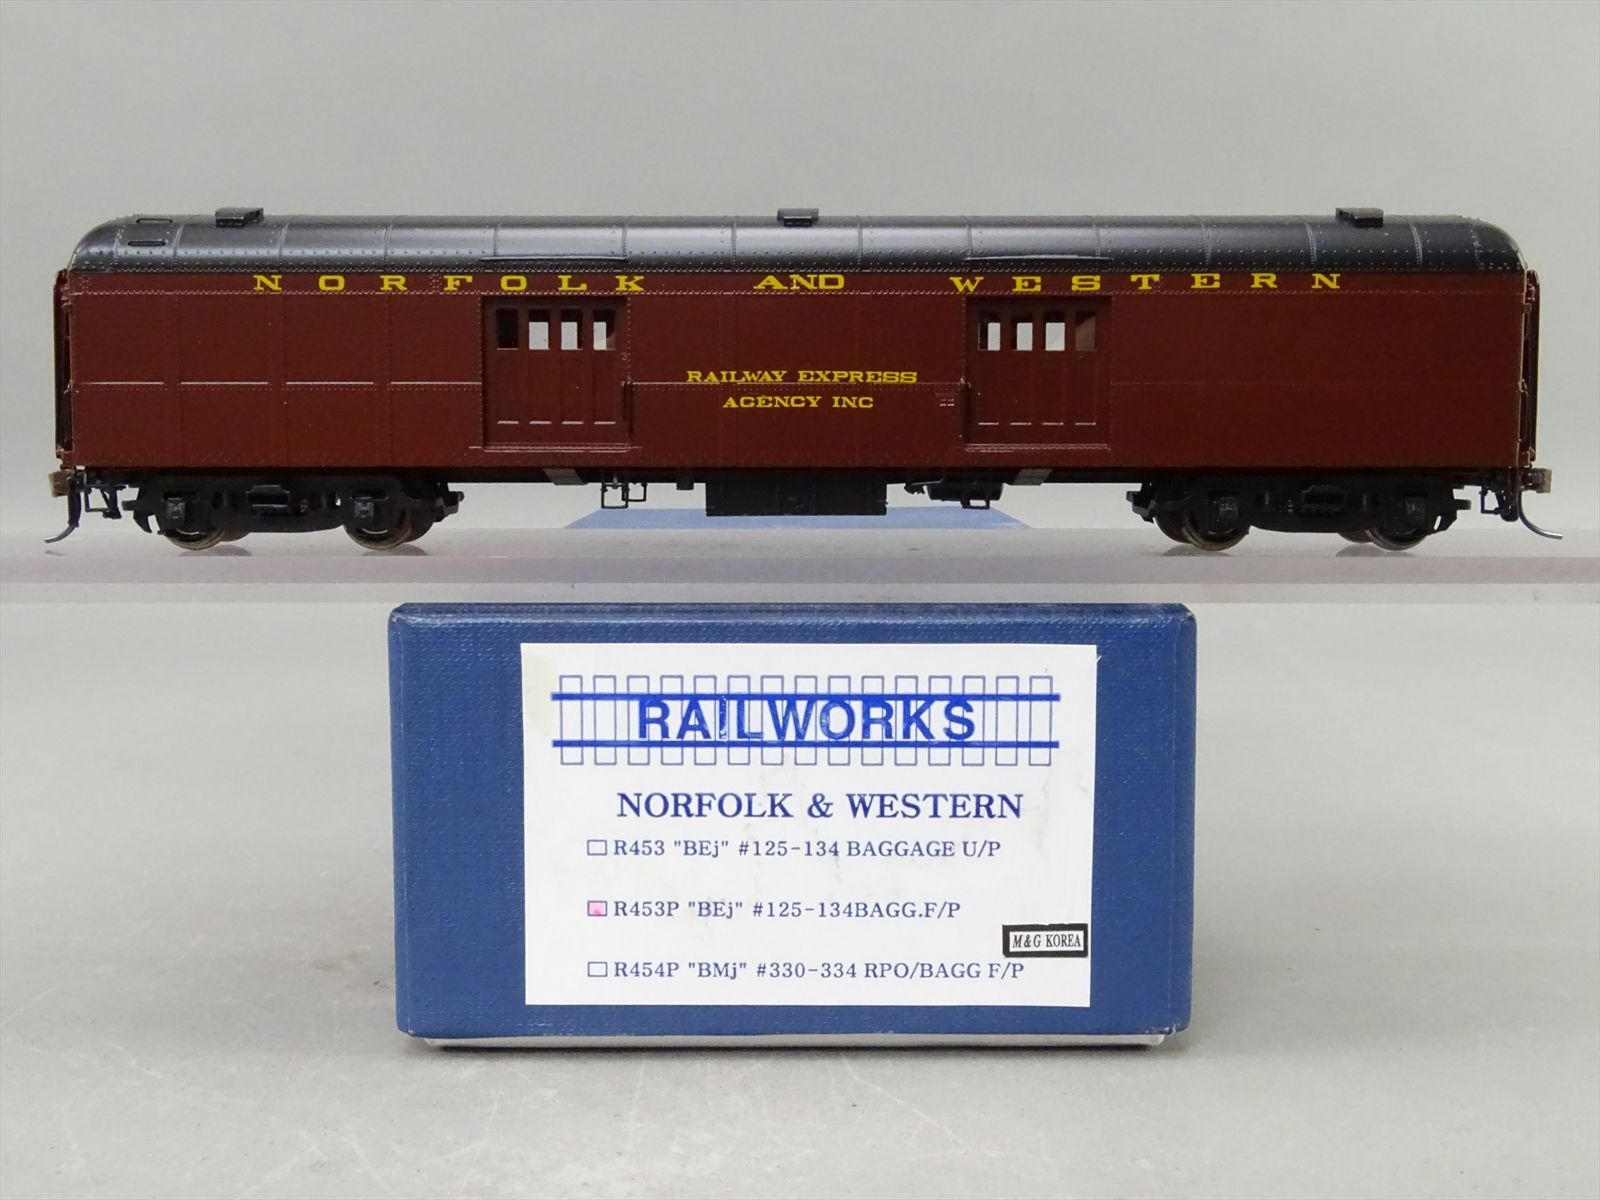 NORFOLK AND WESTERN
RAILWAY EXPRESS
AGENCY INC
RAILWORKS
NORFOLK & WESTERN
R453 "BEj" #125-134 BAGGAGE U/P
R453P "BEj" #125-134BAGG.F/P
M&G KOREA
R454P "BMj" #330-334 RPO/BAGG F/P